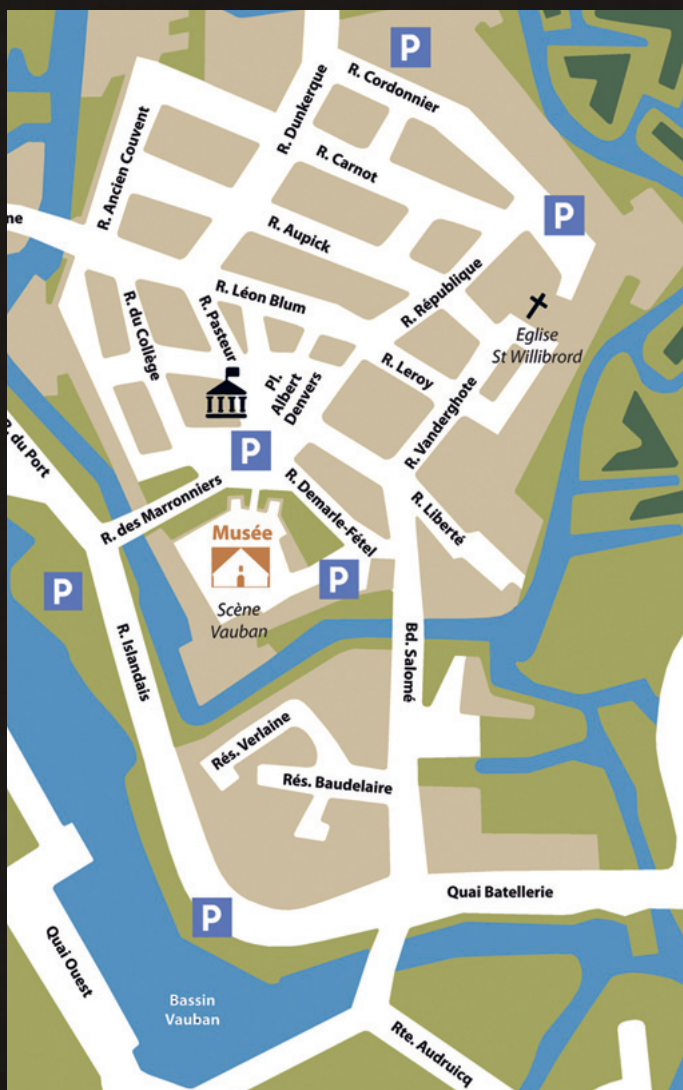 P
R. Cordonnier
R. Dunkerque
R. Ancien Couvent
R. Carnot
P
ne
R. Aupick
R. République
R. Léon Blum
Eglise
St Willibrord
R. du Collège
R. Pasteur
R. Leroy
Pl.
Albert
Denvers
R. Vanderghote
R. du Port
P
R. des Marronniers
R. Demarle-Fétel
R. Liberté
Musée
P
P
Scène
Vauban
R. Islandais
Bd. Salomé
Rés. Verlaine
Rés. Baudelaire
Quai Batellerie
P
Quai Ouest
Bassin
Vauban
Rte. Audruicq